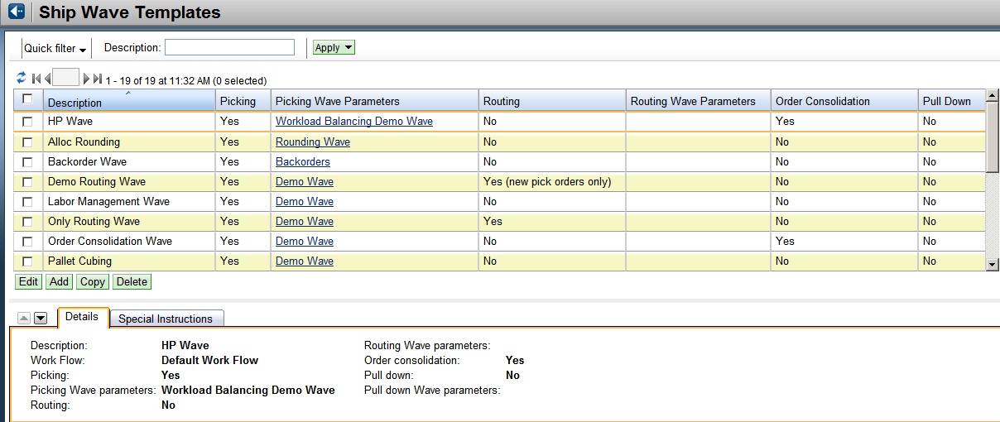 Ship Wave Templates
Quick filter Description: Apply
1 - 19 of 19 at 11:32 AM (0 selected)
Description Picking Picking Wave Parameters Routing Routing Wave Parameters Order Consolidation Pull Down
HP Wave Yes Workload Balancing Demo Wave No Yes No
Alloc Rounding Yes Rounding Wave No No No
Backorder Wave Yes Backorders No No No
Demo Routing Wave Yes Demo Wave Yes (new pick orders only) No No
Labor Management Wave Yes Demo Wave No No No
Only Routing Wave Yes Demo Wave Yes No No
Order Consolidation Wave Yes Demo Wave No Yes No
Pallet Cubing Yes Demo Wave No No No
Edit Add Copy Delete
Details Special Instructions
Description: HP Wave Routing Wave parameters:
Work Flow: Default Work Flow Order consolidation: Yes
Picking: Yes Pull down: No
Picking Wave parameters: Workload Balancing Demo Wave Pull down Wave parameters:
Routing: No